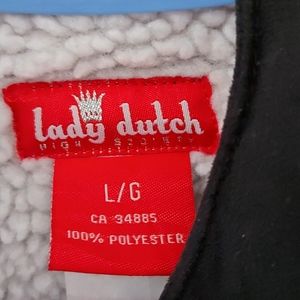 lady dutch
HIGH SOCIETY
L/G
CA 34885
100% POLYESTER